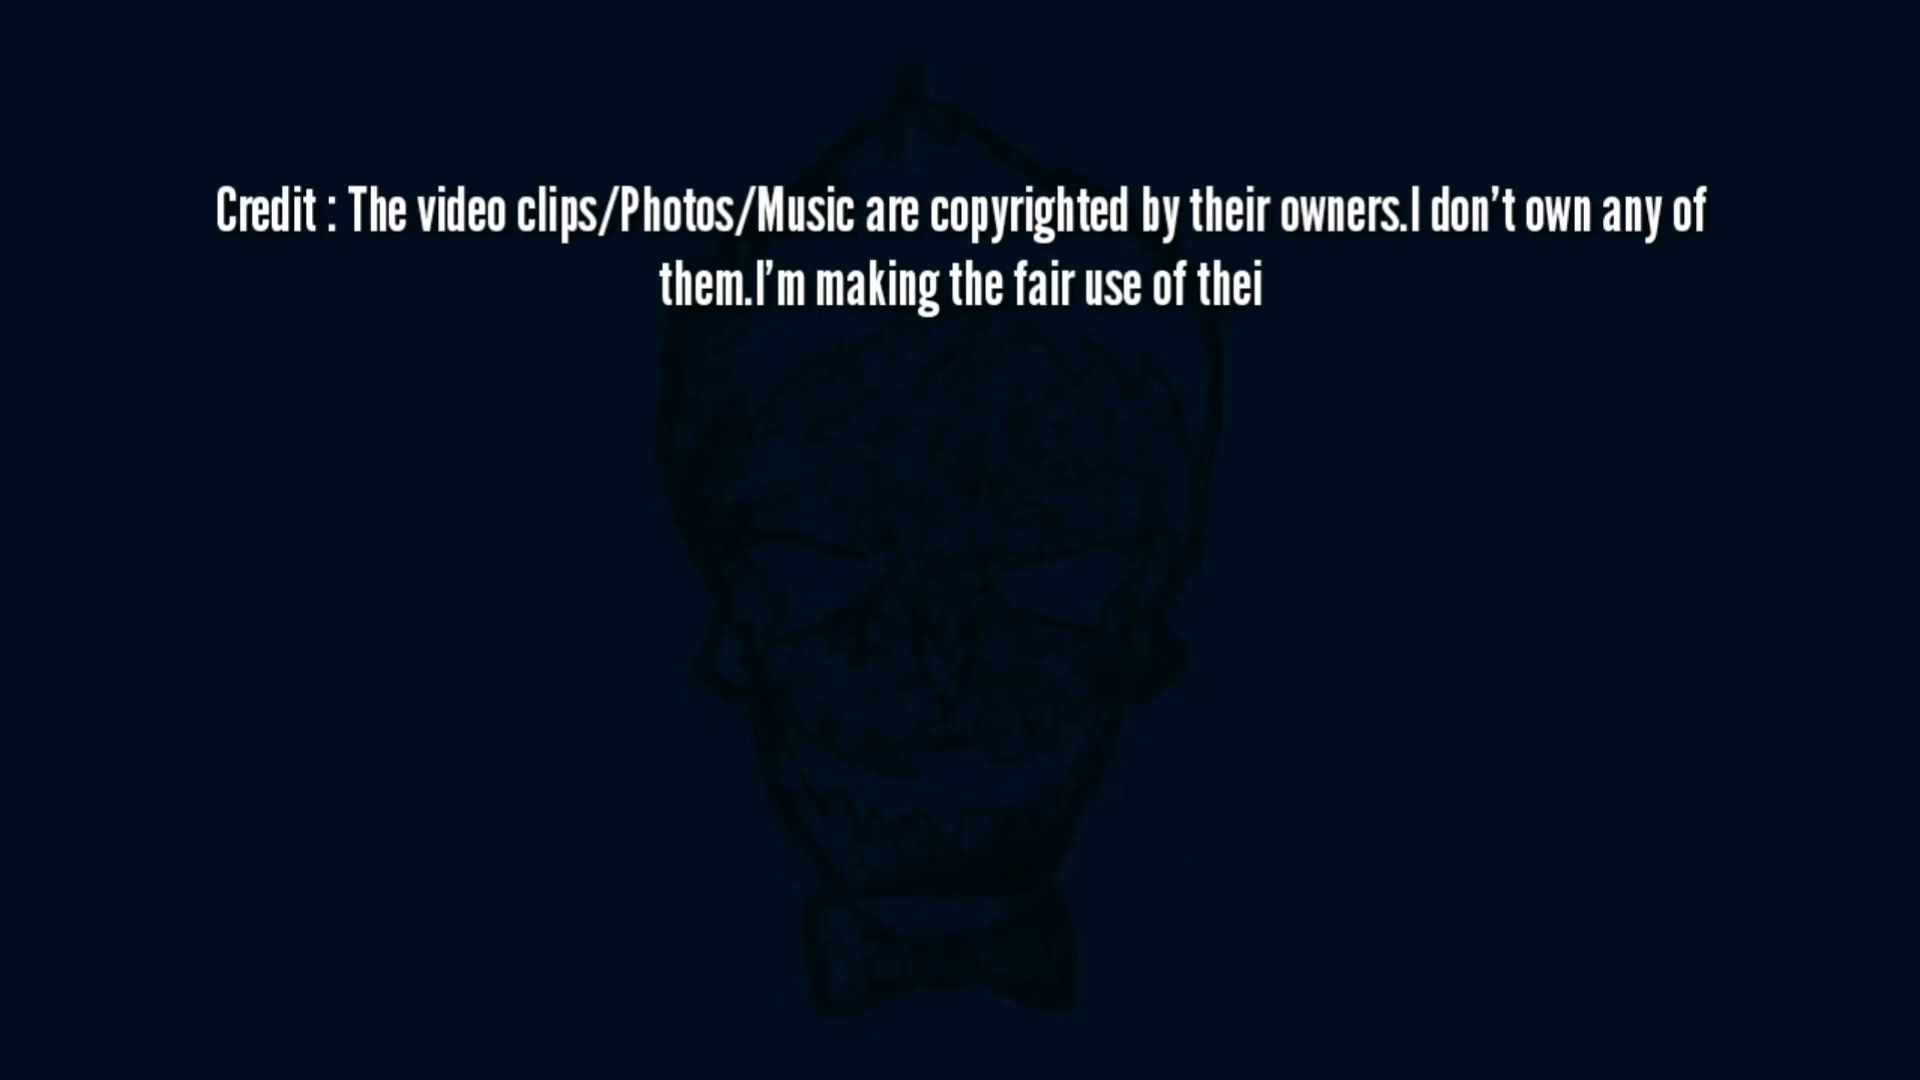 Credit : The video clips/Photos/Music are copyrighted by their owners.I don't own any of
them.I'm making the fair use of thei